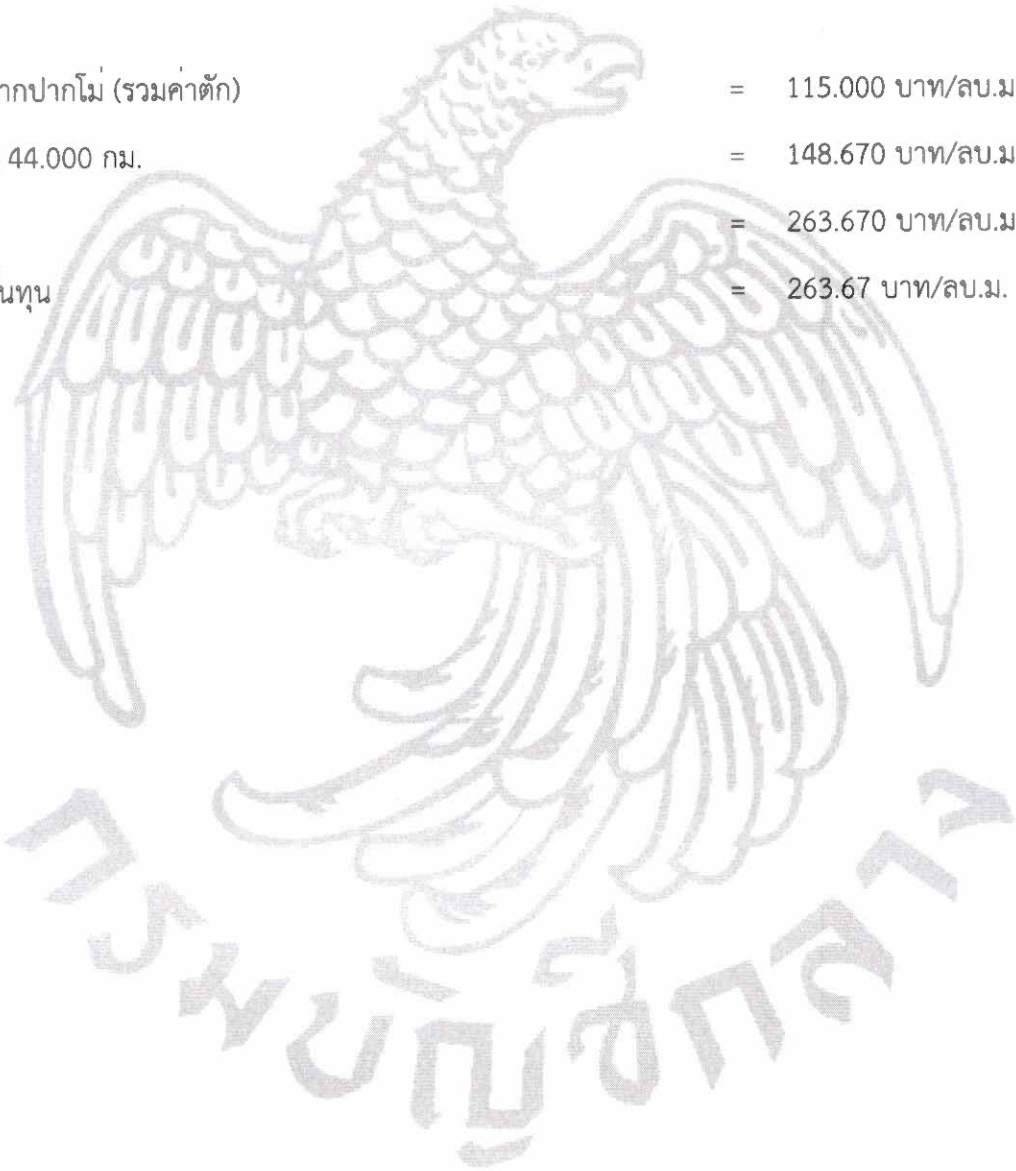 ากปากโม่ (รวมค่าตัก) = 115.000 บาท/ลบ.ม
44.000 กม. = 148.670 บาท/ลบ.ม
= 263.670 บาท/ลบ.ม
นทุน = 263.67 บาท/ลบ.ม.
กรมบัญชีกลาง